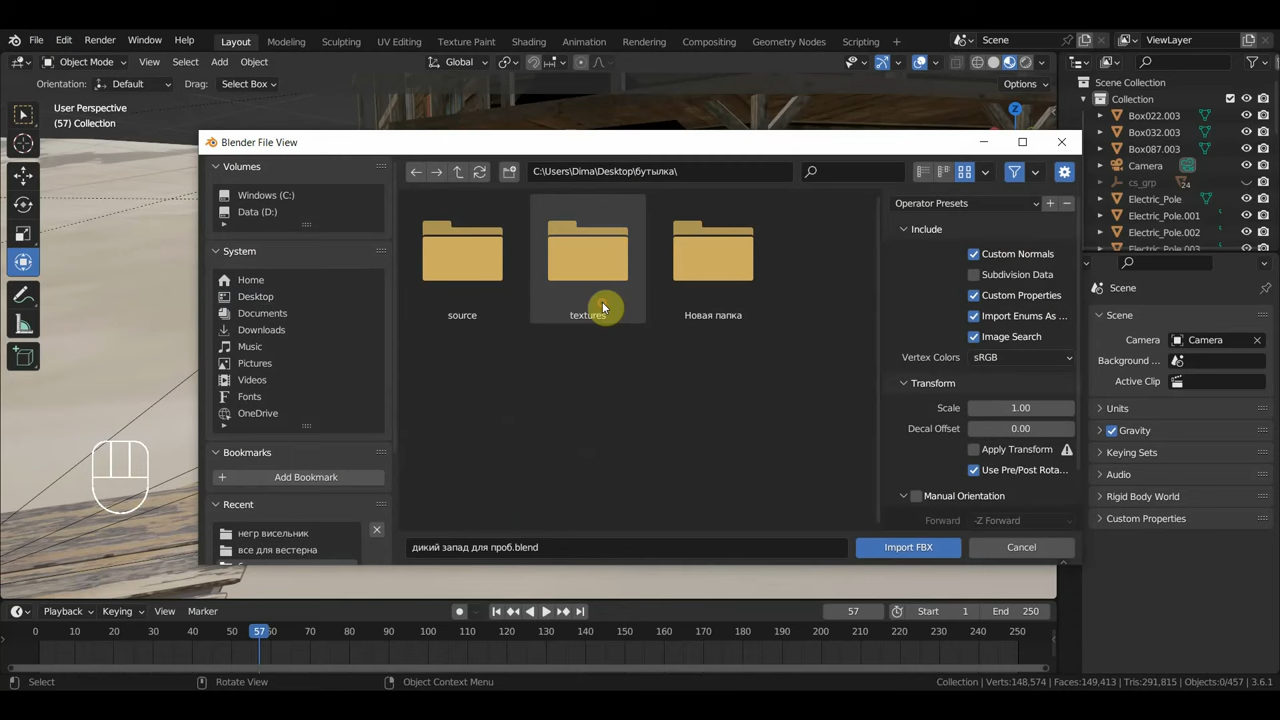 File Edit Render Window Help Layout Modeling Sculpting UV Editing Texture Paint Shading Animation Rendering Compositing Geometry Nodes Scripting + Scene ViewLayer
Object Mode View Select Add Object Global
Orientation: Default Drag: Select Box Options
User Perspective
(57) Collection
Z
Scene Collection
Collection
Box022.003
Box032.003
Box087.003
Camera
cs_grp 24
Electric_Pole
Electric_Pole.001
Electric_Pole.002
Electric_Pole.003
Blender File View
Volumes
Windows (C:)
Data (D:)
System
Home
Desktop
Documents
Downloads
Music
Pictures
Videos
Fonts
OneDrive
Bookmarks
Add Bookmark
Recent
негр висельник
все для вестерна
C:\Users\Dima\Desktop\бутылка\
source textures Новая папка
Operator Presets
Include
Custom Normals
Subdivision Data
Custom Properties
Import Enums As ...
Image Search
Vertex Colors sRGB
Transform
Scale 1.00
Decal Offset 0.00
Apply Transform
Use Pre/Post Rota...
Manual Orientation
Forward -Z Forward
дикий запад для проб.blend Import FBX Cancel
Scene
Scene
Camera Camera
Background ...
Active Clip
Units
Gravity
Keying Sets
Audio
Rigid Body World
Custom Properties
Playback Keying View Marker 57 Start 1 End 250
0 10 20 30 40 50 57 60 70 80 90 100 110 120 130 140 150 160 170 180 190 200 210 220 230 240 250
Select Rotate View Object Context Menu Collection | Verts:148,574 | Faces:149,413 | Tris:291,815 | Objects:0/457 | 3.6.1